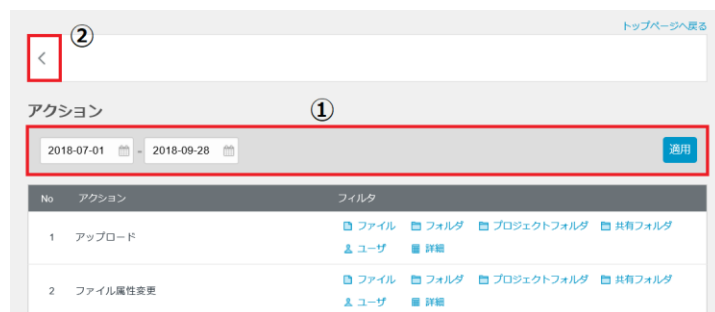 トップページへ戻る
②
<
アクション
①
2018-07-01 - 2018-09-28 適用
No アクション フィルタ
1 アップロード ファイル フォルダ プロジェクトフォルダ 共有フォルダ
ユーザ 詳細
2 ファイル属性変更 ファイル フォルダ プロジェクトフォルダ 共有フォルダ
ユーザ 詳細